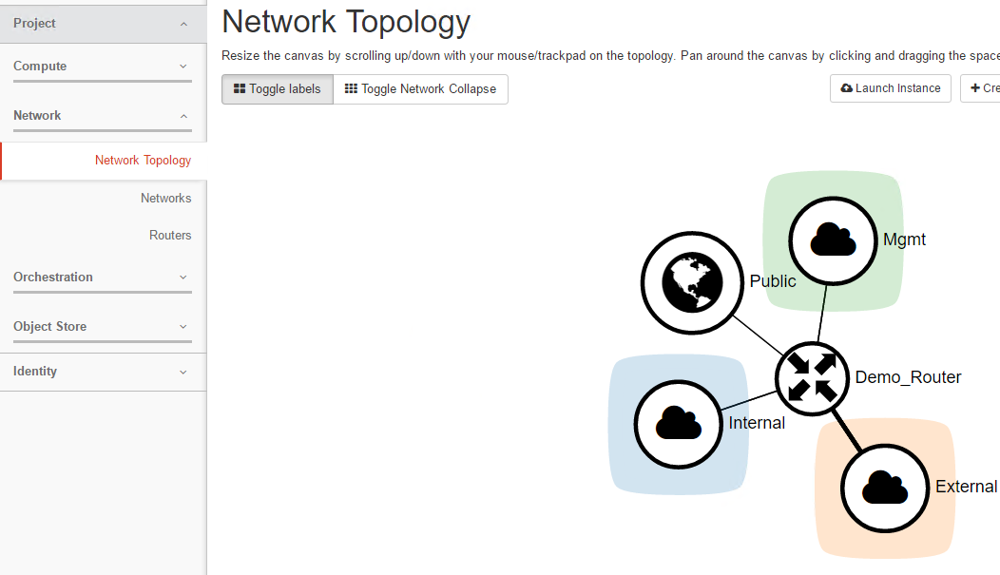 Project
Compute
Network
Network Topology
Networks
Routers
Orchestration
Object Store
Identity
Network Topology
Resize the canvas by scrolling up/down with your mouse/trackpad on the topology. Pan around the canvas by clicking and dragging the space
Toggle labels
Toggle Network Collapse
Launch Instance
+ Cre
Mgmt
Public
Demo_Router
Internal
External